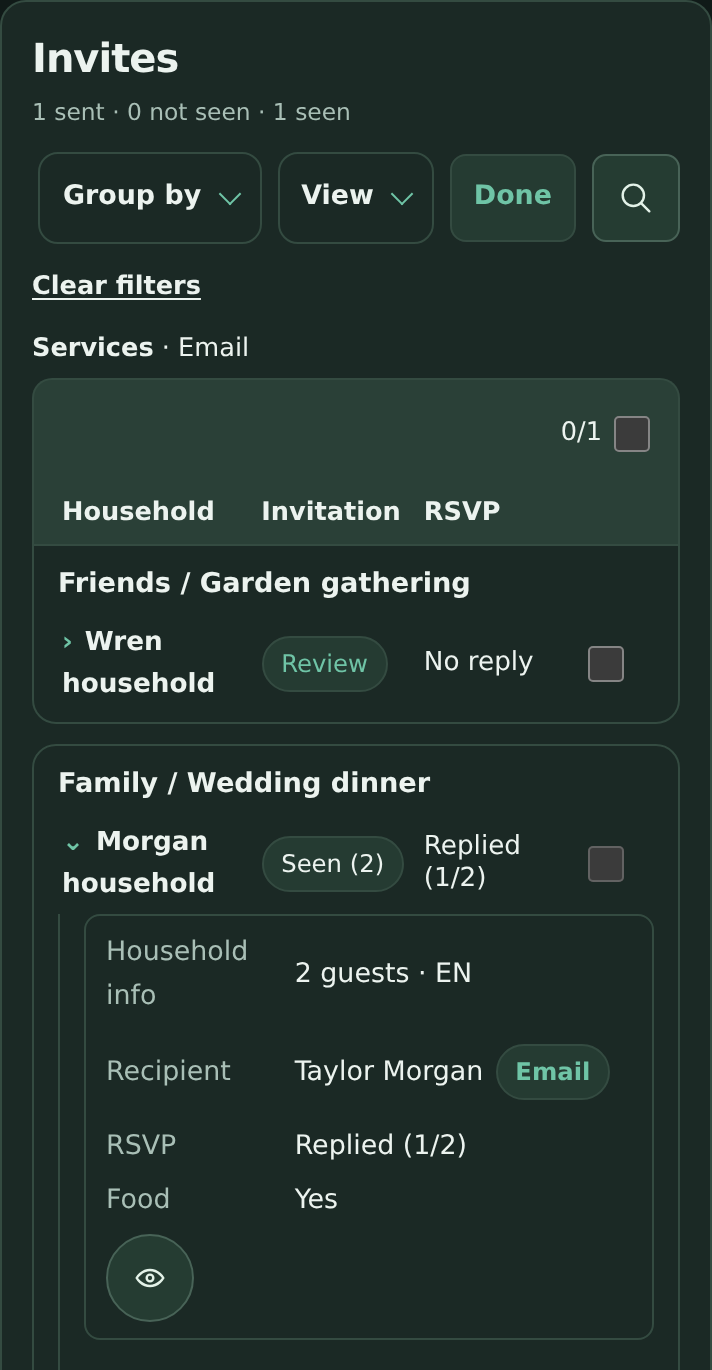 Invites
1 sent · 0 not seen · 1 seen
Group by View Done
Clear filters
Services · Email
0/1
Household Invitation RSVP
Friends / Garden gathering
› Wren household Review No reply
Family / Wedding dinner
⌄ Morgan household Seen (2) Replied (1/2)
Household info 2 guests · EN
Recipient Taylor Morgan Email
RSVP Replied (1/2)
Food Yes